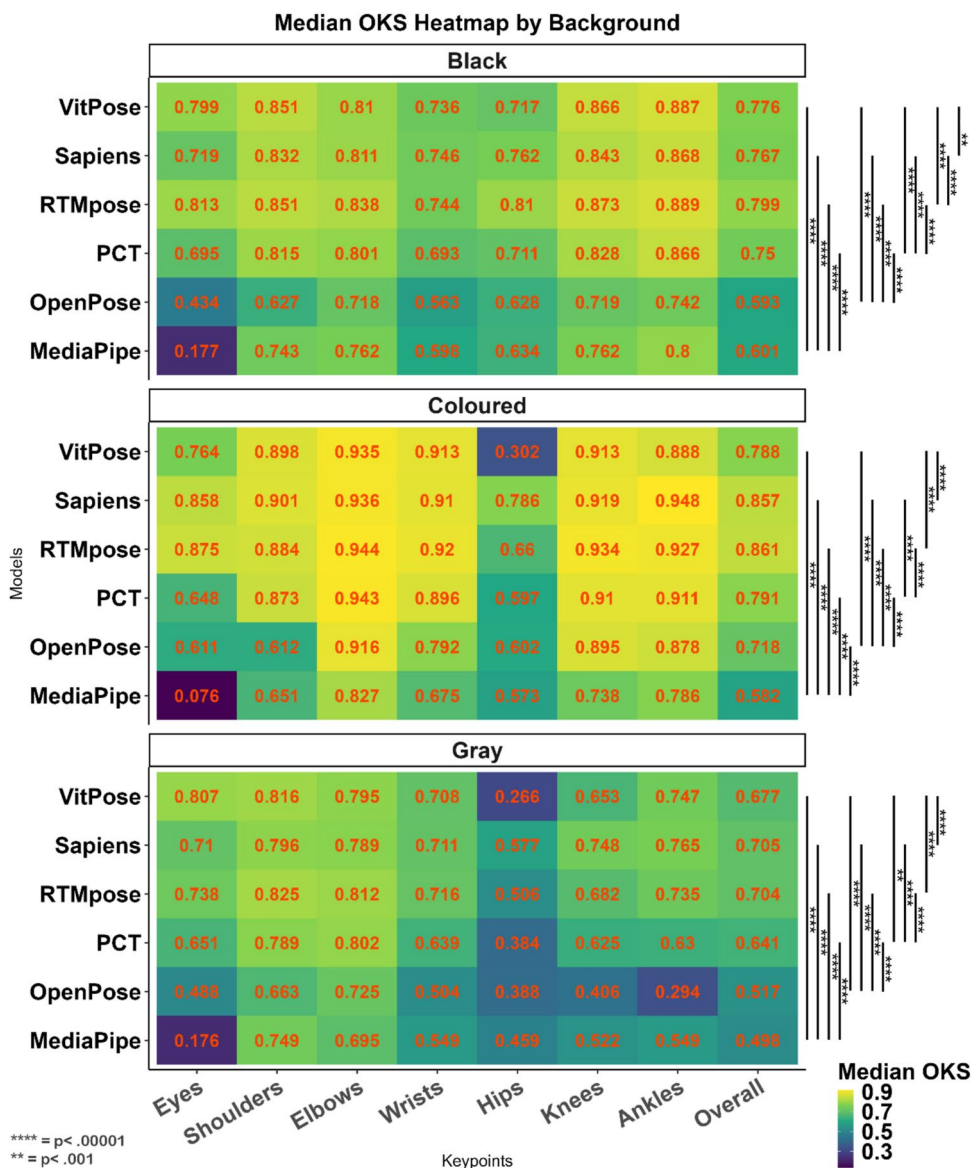 Median OKS Heatmap by Background
Black
VitPose 0.799 0.851 0.81 0.736 0.717 0.866 0.887 0.776
Sapiens 0.719 0.832 0.811 0.746 0.762 0.843 0.868 0.767
RTMpose 0.813 0.851 0.838 0.744 0.81 0.873 0.889 0.799
PCT 0.695 0.815 0.801 0.693 0.711 0.828 0.866 0.75
OpenPose 0.434 0.627 0.718 0.563 0.628 0.719 0.742 0.593
MediaPipe 0.177 0.743 0.762 0.598 0.634 0.762 0.8 0.601
Coloured
VitPose 0.764 0.898 0.935 0.913 0.302 0.913 0.888 0.788
Sapiens 0.858 0.901 0.936 0.91 0.786 0.919 0.948 0.857
RTMpose 0.875 0.884 0.944 0.92 0.66 0.934 0.927 0.861
PCT 0.648 0.873 0.943 0.896 0.597 0.91 0.911 0.791
OpenPose 0.611 0.612 0.916 0.792 0.602 0.895 0.878 0.718
MediaPipe 0.076 0.651 0.827 0.675 0.573 0.738 0.786 0.582
Models
Gray
VitPose 0.807 0.816 0.795 0.708 0.266 0.653 0.747 0.677
Sapiens 0.71 0.796 0.789 0.711 0.577 0.748 0.765 0.705
RTMpose 0.738 0.825 0.812 0.716 0.506 0.682 0.735 0.704
PCT 0.651 0.789 0.802 0.639 0.384 0.625 0.63 0.641
OpenPose 0.488 0.663 0.725 0.504 0.388 0.406 0.294 0.517
MediaPipe 0.176 0.749 0.695 0.549 0.459 0.522 0.549 0.498
Eyes Shoulders Elbows Wrists Hips Knees Ankles Overall
Keypoints
Median OKS
0.9
0.7
0.5
0.3
**** = p< .00001
** = p< .001